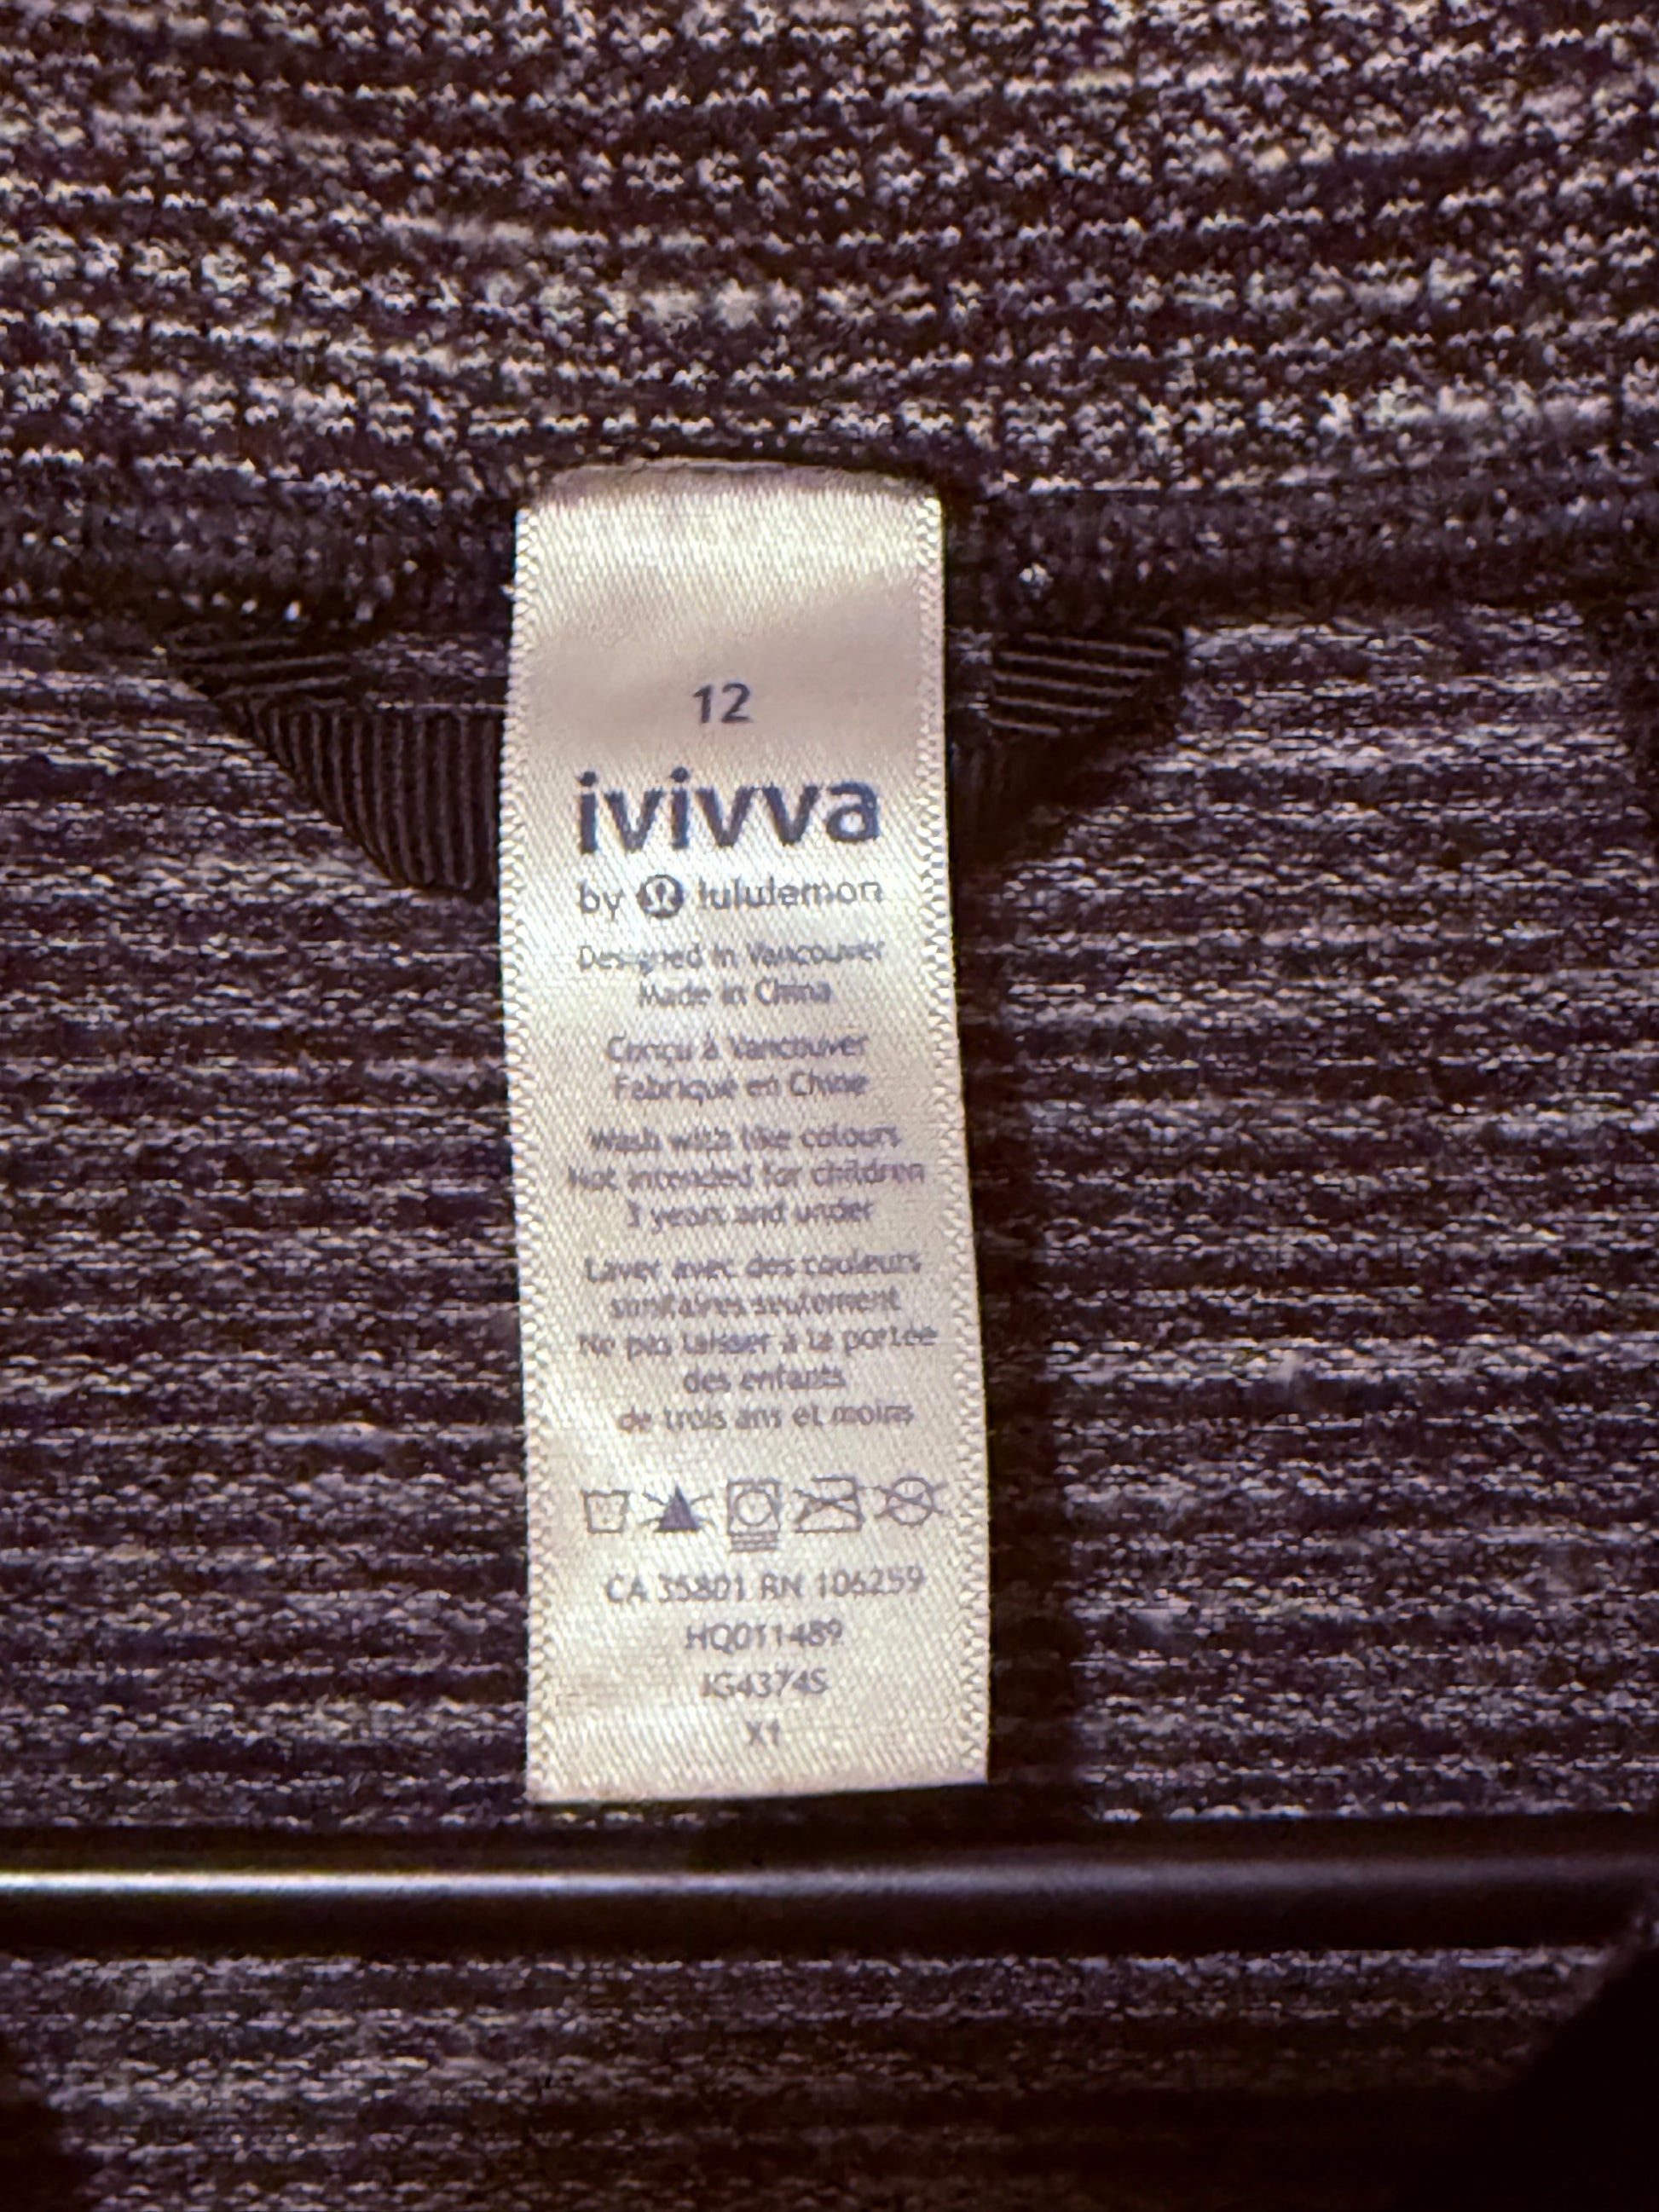 12
ivivva
by lululemon
Designed in Vancouver
Made in China
Conçu à Vancouver
Fabriqué en Chine
Wash with like colours
Not intended for children
3 years and under
Laver avec des couleurs
similaires seulement
Ne pas laisser à la portée
des enfants
de trois ans et moins
CA 35801 RN 106259
HQ011489
IG4374S
X1